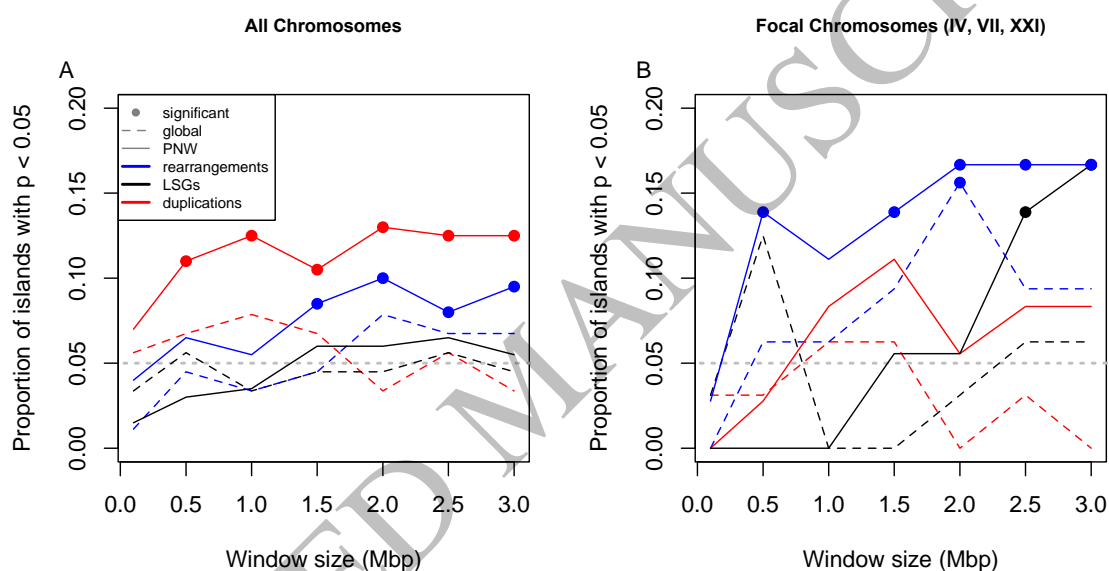 All Chromosomes
Focal Chromosomes (IV, VII, XXI)
A
B
significant
global
PNW
rearrangements
LSGs
duplications
Proportion of islands with p < 0.05
0.00 0.05 0.10 0.15 0.20
0.0 0.5 1.0 1.5 2.0 2.5 3.0
Window size (Mbp)
Proportion of islands with p < 0.05
0.00 0.05 0.10 0.15 0.20
0.0 0.5 1.0 1.5 2.0 2.5 3.0
Window size (Mbp)
ED MANUSC